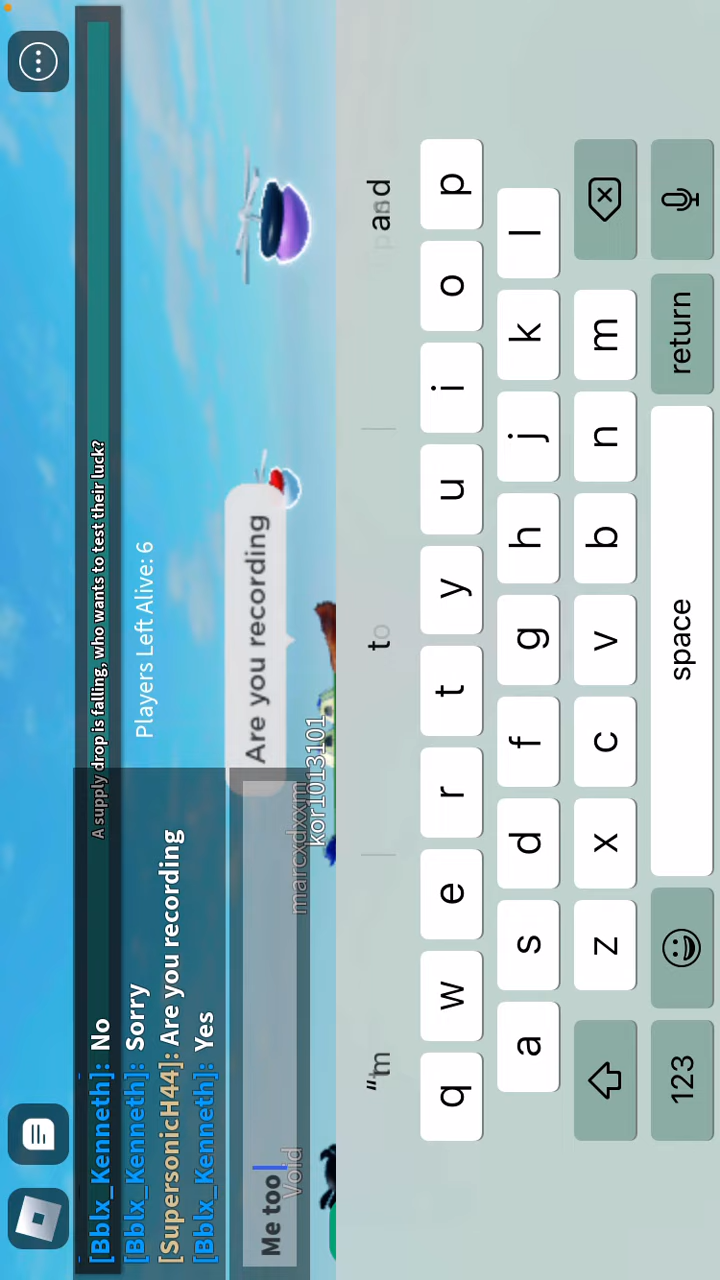 A supply drop is falling, who wants to test their luck?
Players Left Alive: 6
[Bblx_Kenneth]: No
[Bblx_Kenneth]: Sorry
[SupersonicH44]: Are you recording
[Bblx_Kenneth]: Yes
Are you recording
marcxdxxm
kor1013101
Void
Me too
to
q w e r t y u i o p
a s d f g h j k l
z x c v b n m
123 space return